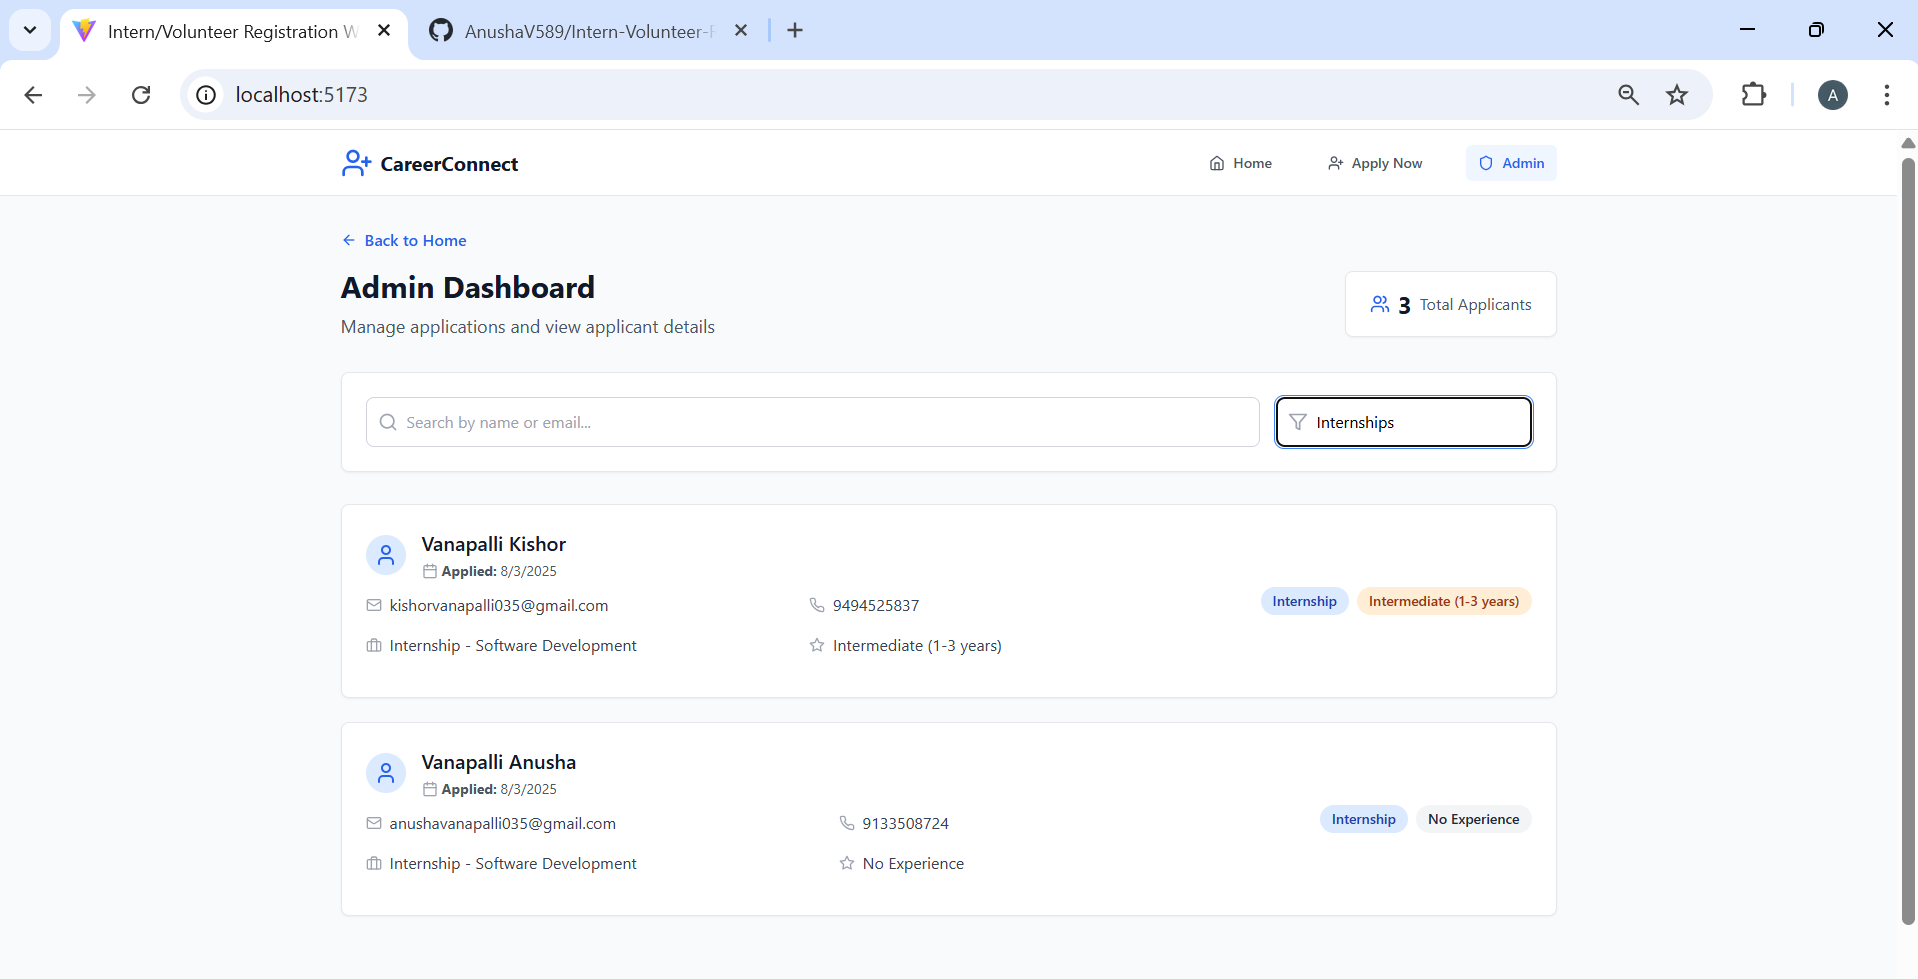 Intern/Volunteer Registration W
AnushaV589/Intern-Volunteer-R
localhost:5173
A
CareerConnect
Home
Apply Now
Admin
Back to Home
Admin Dashboard
Manage applications and view applicant details
3 Total Applicants
Search by name or email...
Internships
Vanapalli Kishor
Applied: 8/3/2025
kishorvanapalli035@gmail.com
9494525837
Internship
Intermediate (1-3 years)
Internship - Software Development
Intermediate (1-3 years)
Vanapalli Anusha
Applied: 8/3/2025
anushavanapalli035@gmail.com
9133508724
Internship
No Experience
Internship - Software Development
No Experience